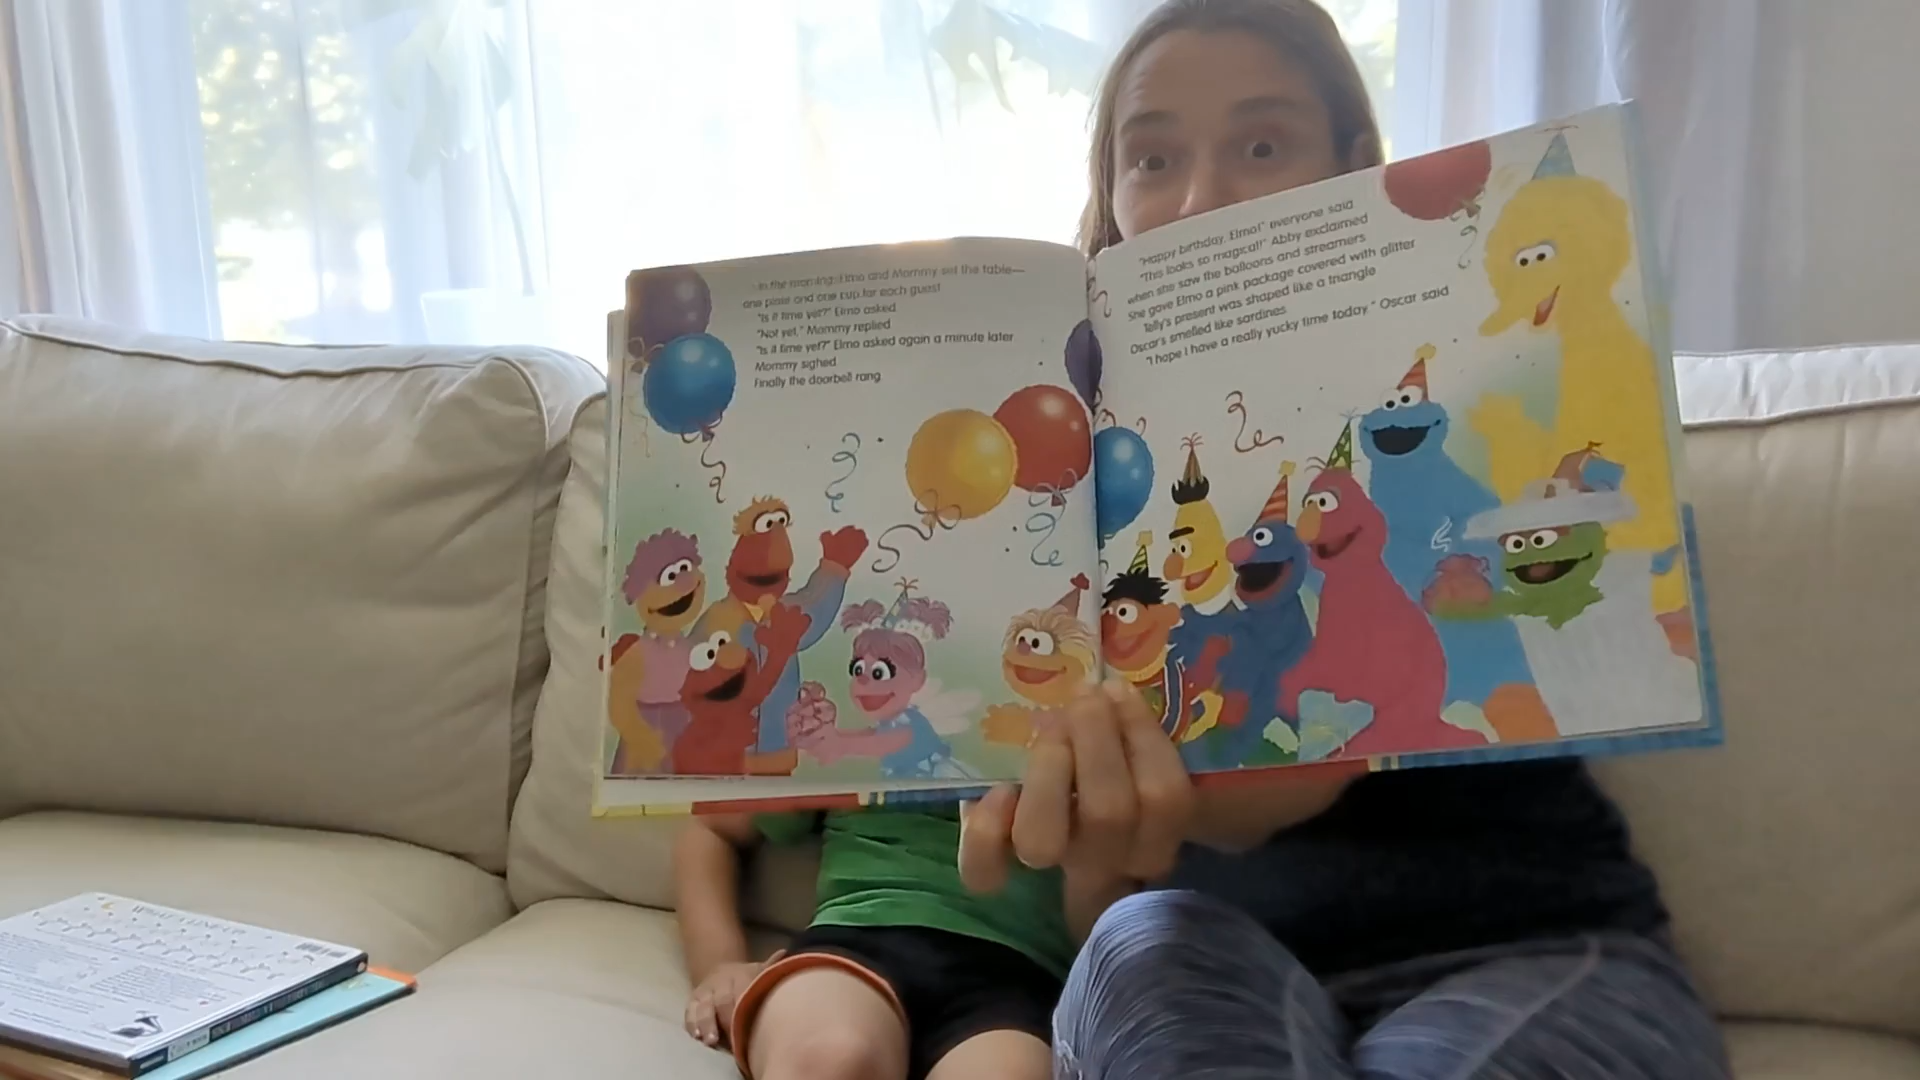 In the morning, Elmo and Mommy set the table—
one plate and one cup for each guest
"Is it time yet?" Elmo asked
"Not yet," Mommy replied
"Is it time yet?" Elmo asked again a minute later
Mommy sighed
Finally the doorbell rang
"Happy birthday, Elmo!" everyone said
"This looks so magical!" Abby exclaimed
when she saw the balloons and streamers
She gave Elmo a pink package covered with glitter
Telly's present was shaped like a triangle
Oscar's smelled like sardines
"I hope I have a really yucky time today," Oscar said